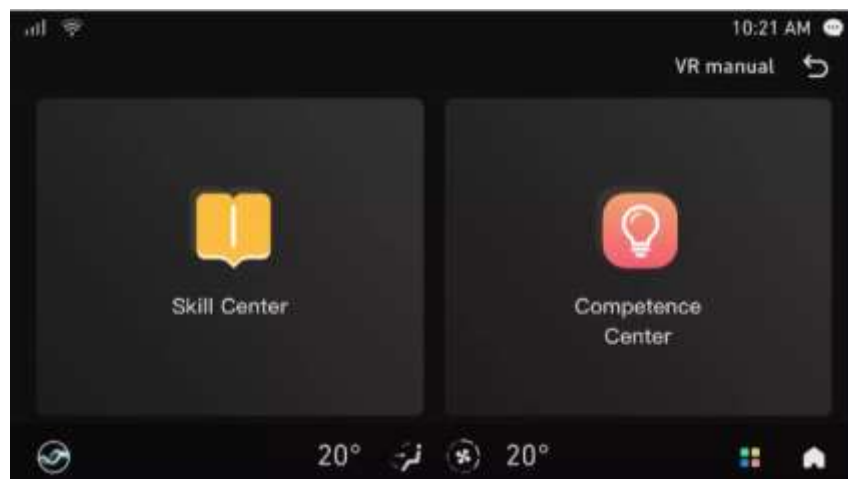 10:21 AM
VR manual
Skill Center
Competence
Center
20°
20°